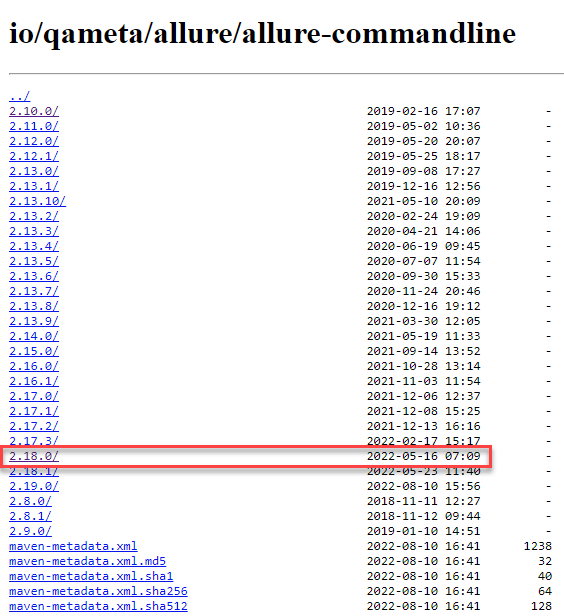 io/qameta/allure/allure-commandline
../
2.10.0/ 2019-02-16 17:07 -
2.11.0/ 2019-05-02 10:36 -
2.12.0/ 2019-05-20 20:07 -
2.12.1/ 2019-05-25 18:17 -
2.13.0/ 2019-09-08 17:27 -
2.13.1/ 2019-12-16 12:56 -
2.13.10/ 2021-05-10 20:09 -
2.13.2/ 2020-02-24 19:09 -
2.13.3/ 2020-04-21 14:06 -
2.13.4/ 2020-06-19 09:45 -
2.13.5/ 2020-07-07 11:54 -
2.13.6/ 2020-09-30 15:33 -
2.13.7/ 2020-11-24 20:46 -
2.13.8/ 2020-12-16 19:12 -
2.13.9/ 2021-03-30 12:05 -
2.14.0/ 2021-05-19 11:33 -
2.15.0/ 2021-09-14 13:52 -
2.16.0/ 2021-10-28 13:14 -
2.16.1/ 2021-11-03 11:54 -
2.17.0/ 2021-12-06 12:37 -
2.17.1/ 2021-12-08 15:25 -
2.17.2/ 2021-12-13 16:16 -
2.17.3/ 2022-02-17 15:17 -
2.18.0/ 2022-05-16 07:09 -
2.18.1/ 2022-05-23 11:40 -
2.19.0/ 2022-08-10 15:56 -
2.8.0/ 2018-11-11 12:27 -
2.8.1/ 2018-11-12 09:44 -
2.9.0/ 2019-01-10 14:51 -
maven-metadata.xml 2022-08-10 16:41 1238
maven-metadata.xml.md5 2022-08-10 16:41 32
maven-metadata.xml.sha1 2022-08-10 16:41 40
maven-metadata.xml.sha256 2022-08-10 16:41 64
maven-metadata.xml.sha512 2022-08-10 16:41 128